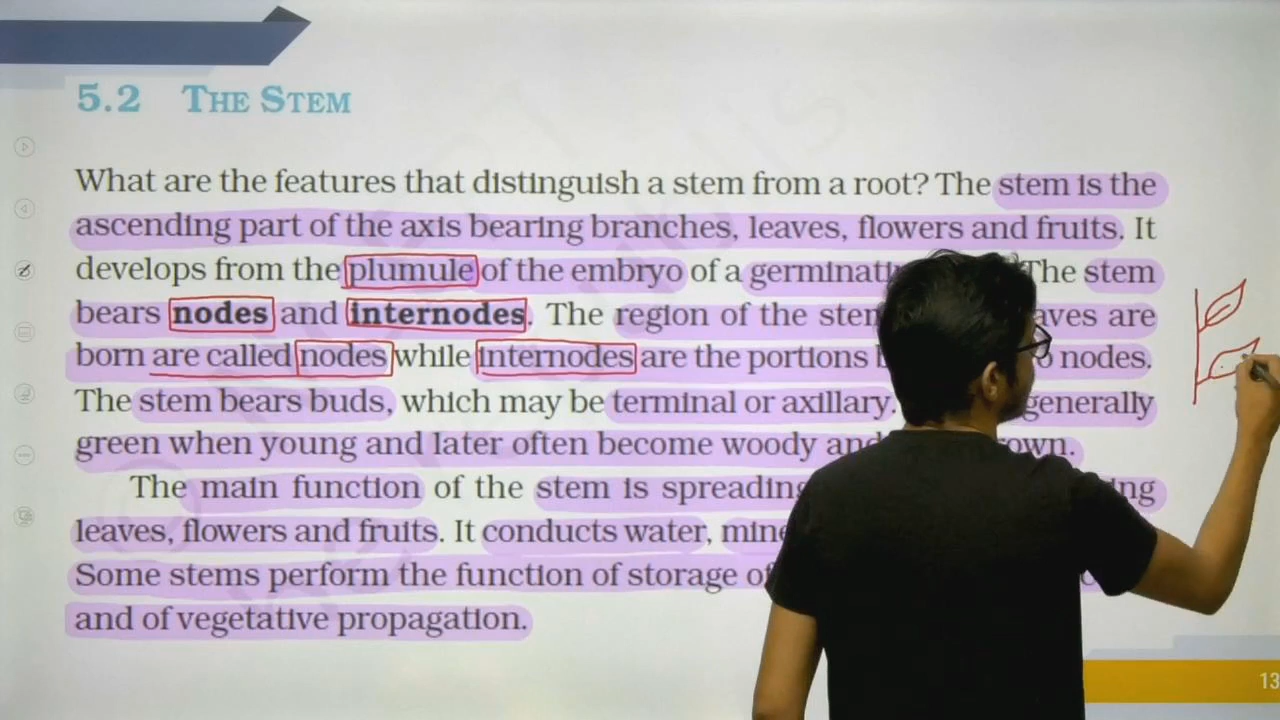 5.2 THE STEM
What are the features that distinguish a stem from a root? The stem is the
ascending part of the axis bearing branches, leaves, flowers and fruits. It
develops from the plumule of the embryo of a The stem
bears nodes and internodes. The region of the are
born are called nodes while internodes are the portions nodes.
The stem bears buds, which may be terminal or axillary. generally
green when young and later often become woody
The main function of the stem is
leaves, flowers and fruits. It conducts water,
Some stems perform the function of storage
and of vegetative propagation.
13